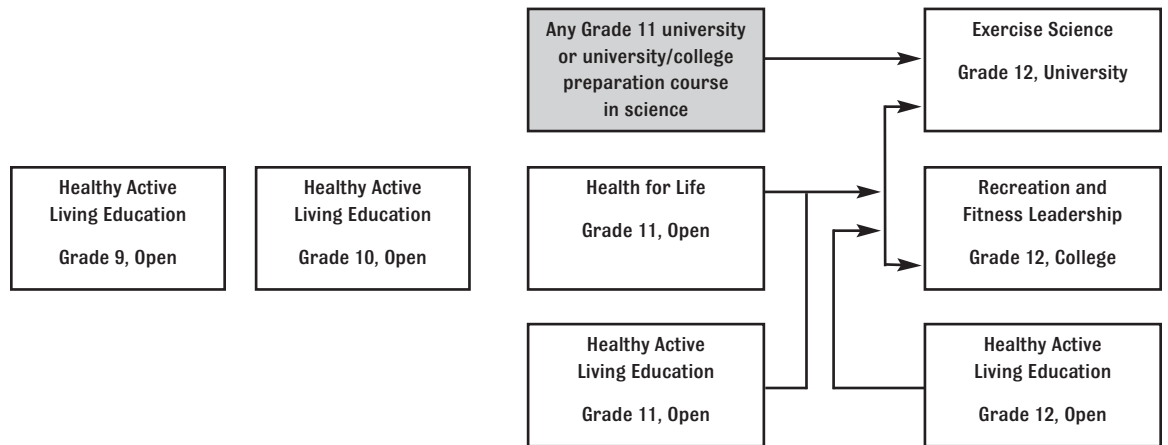 Any Grade 11 university
or university/college
preparation course
in science
Exercise Science
Grade 12, University
Healthy Active
Living Education
Grade 9, Open
Healthy Active
Living Education
Grade 10, Open
Health for Life
Grade 11, Open
Recreation and
Fitness Leadership
Grade 12, College
Healthy Active
Living Education
Grade 11, Open
Healthy Active
Living Education
Grade 12, Open